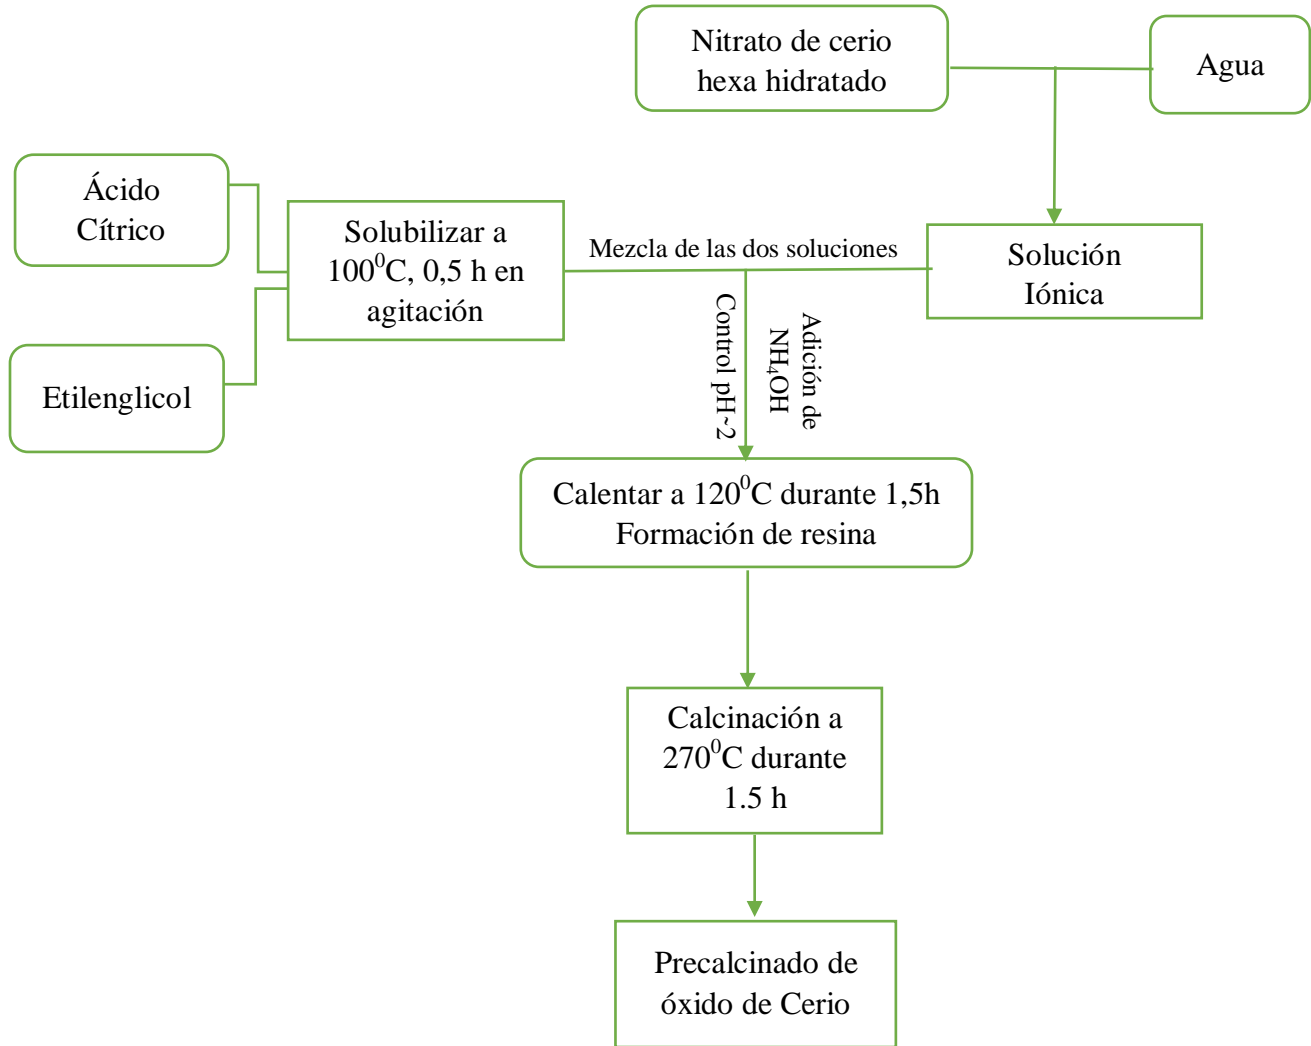 Nitrato de cerio
hexa hidratado
Agua
Ácido
Cítrico
Solubilizar a
100⁰C, 0,5 h en
agitación
Mezcla de las dos soluciones
Solución
Iónica
Etilenglicol
Adición de
NH₄OH
Control pH~2
Calentar a 120⁰C durante 1,5h
Formación de resina
Calcinación a
270⁰C durante
1.5 h
Precalcinado de
óxido de Cerio